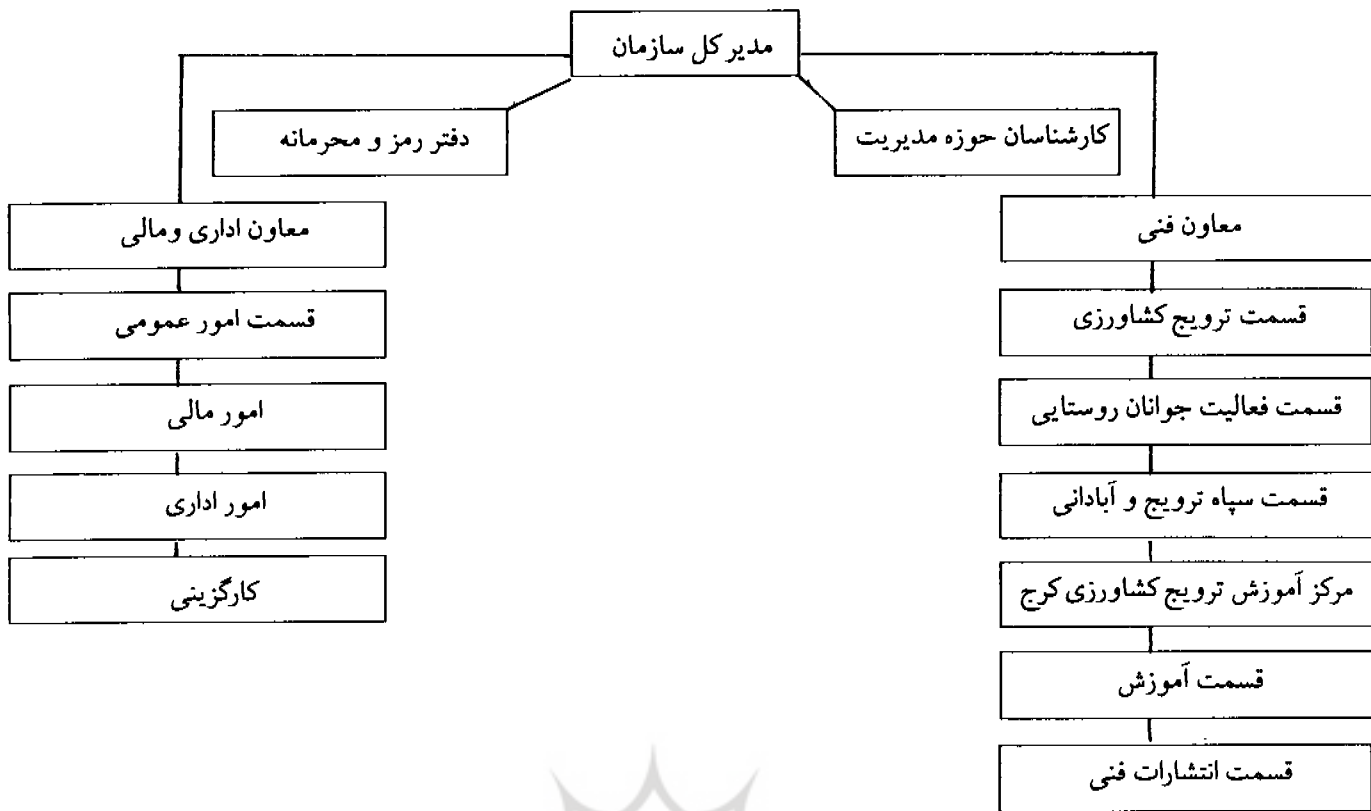 مدیر کل سازمان
کارشناسان حوزه مدیریت
دفتر رمز و محرمانه
معاون فنی
قسمت ترویج کشاورزی
قسمت فعالیت جوانان روستایی
قسمت سپاه ترویج و آبادانی
مرکز آموزش ترویج کشاورزی کرج
قسمت آموزش
قسمت انتشارات فنی
معاون اداری ومالی
قسمت امور عمومی
امور مالی
امور اداری
کارگزینی